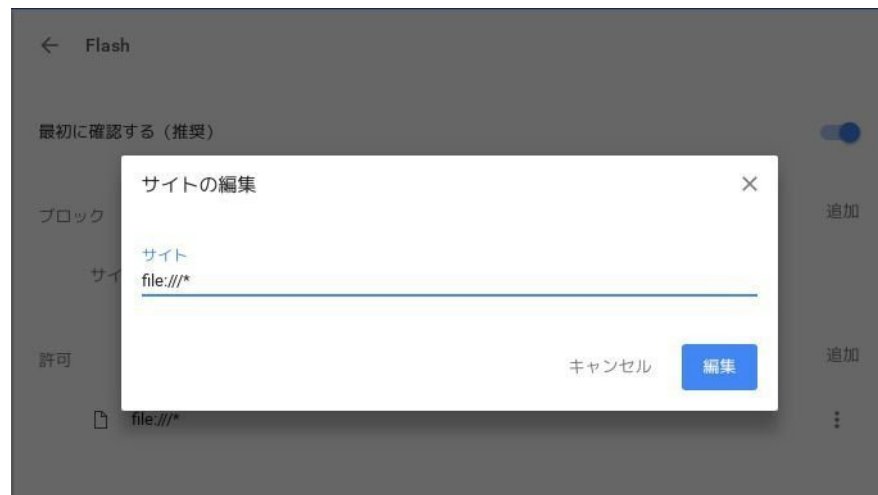 Flash
最初に確認する（推奨）
サイトの編集
ブロック
追加
サイト
file:///*
サイ
許可
追加
キャンセル
編集
file:///*